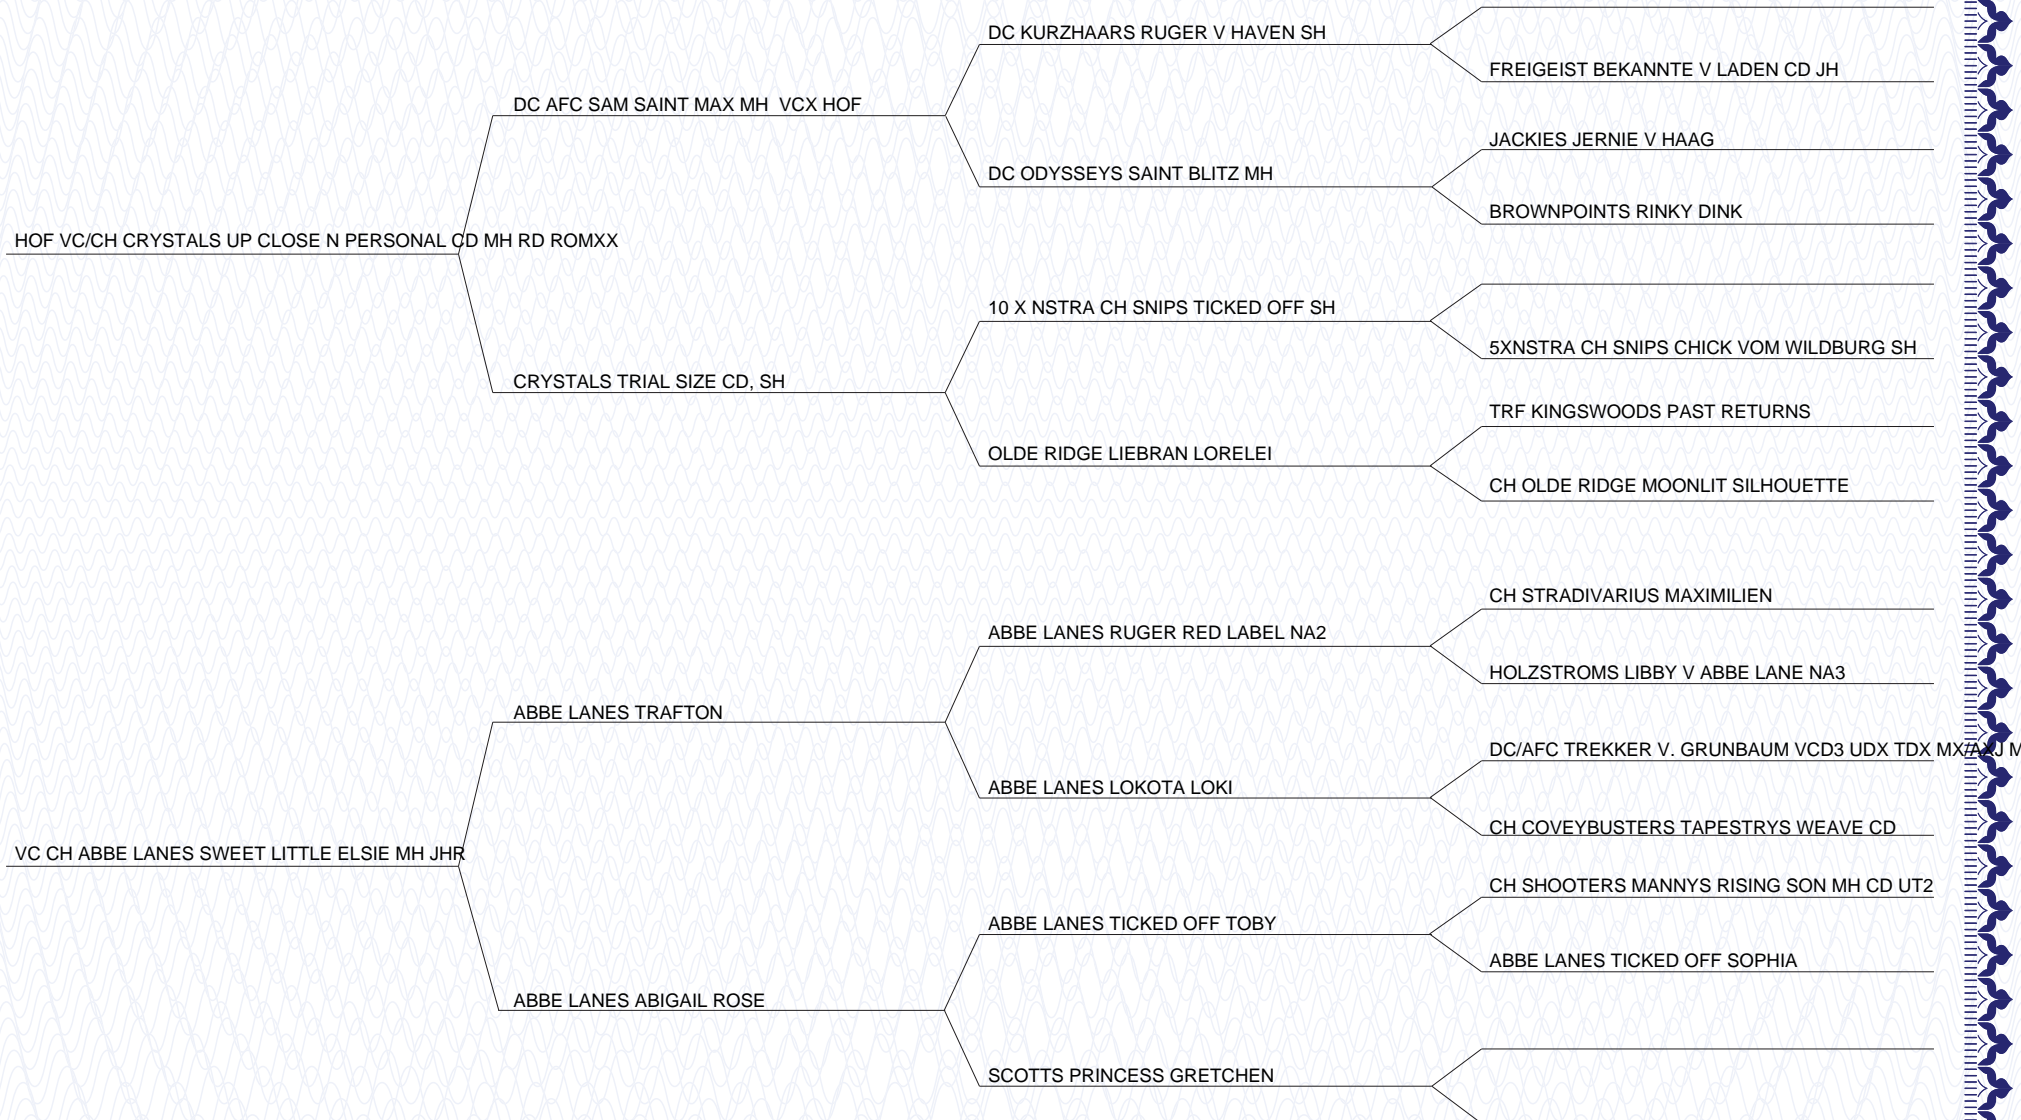 DC KURZHAARS RUGER V HAVEN SH
FREIGEIST BEKANNTE V LADEN CD JH
DC AFC SAM SAINT MAX MH  VCX HOF
JACKIES JERNIE V HAAG
DC ODYSSEYS SAINT BLITZ MH
BROWNPOINTS RINKY DINK
HOF VC/CH CRYSTALS UP CLOSE N PERSONAL CD MH RD ROMXX
10 X NSTRA CH SNIPS TICKED OFF SH
5XNSTRA CH SNIPS CHICK VOM WILDBURG SH
CRYSTALS TRIAL SIZE CD, SH
TRF KINGSWOODS PAST RETURNS
OLDE RIDGE LIEBRAN LORELEI
CH OLDE RIDGE MOONLIT SILHOUETTE
CH STRADIVARIUS MAXIMILIEN
ABBE LANES RUGER RED LABEL NA2
HOLZSTROMS LIBBY V ABBE LANE NA3
ABBE LANES TRAFTON
DC/AFC TREKKER V. GRUNBAUM VCD3 UDX TDX MX/AXJ M
ABBE LANES LOKOTA LOKI
CH COVEYBUSTERS TAPESTRYS WEAVE CD
VC CH ABBE LANES SWEET LITTLE ELSIE MH JHR
CH SHOOTERS MANNYS RISING SON MH CD UT2
ABBE LANES TICKED OFF TOBY
ABBE LANES TICKED OFF SOPHIA
ABBE LANES ABIGAIL ROSE
SCOTTS PRINCESS GRETCHEN